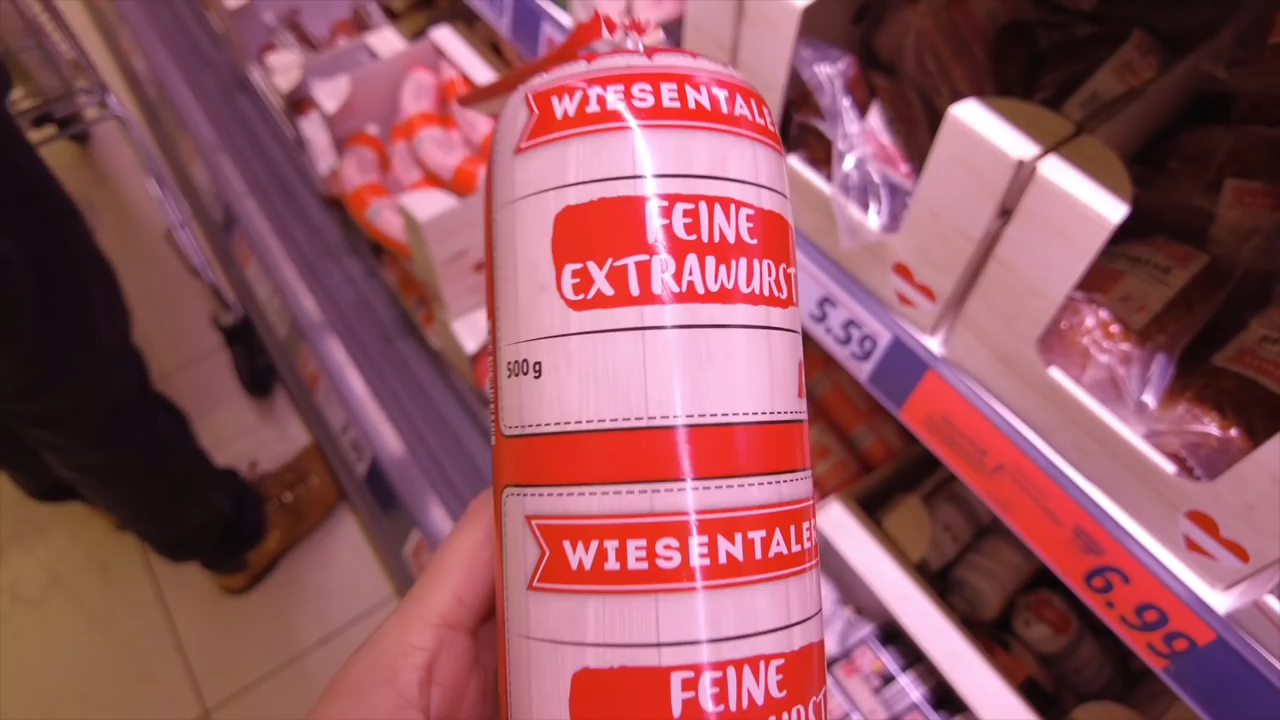 WIESENTALE
FEINE
EXTRAWURST
500 g
WIESENTALER
FEINE
5.59
6.99